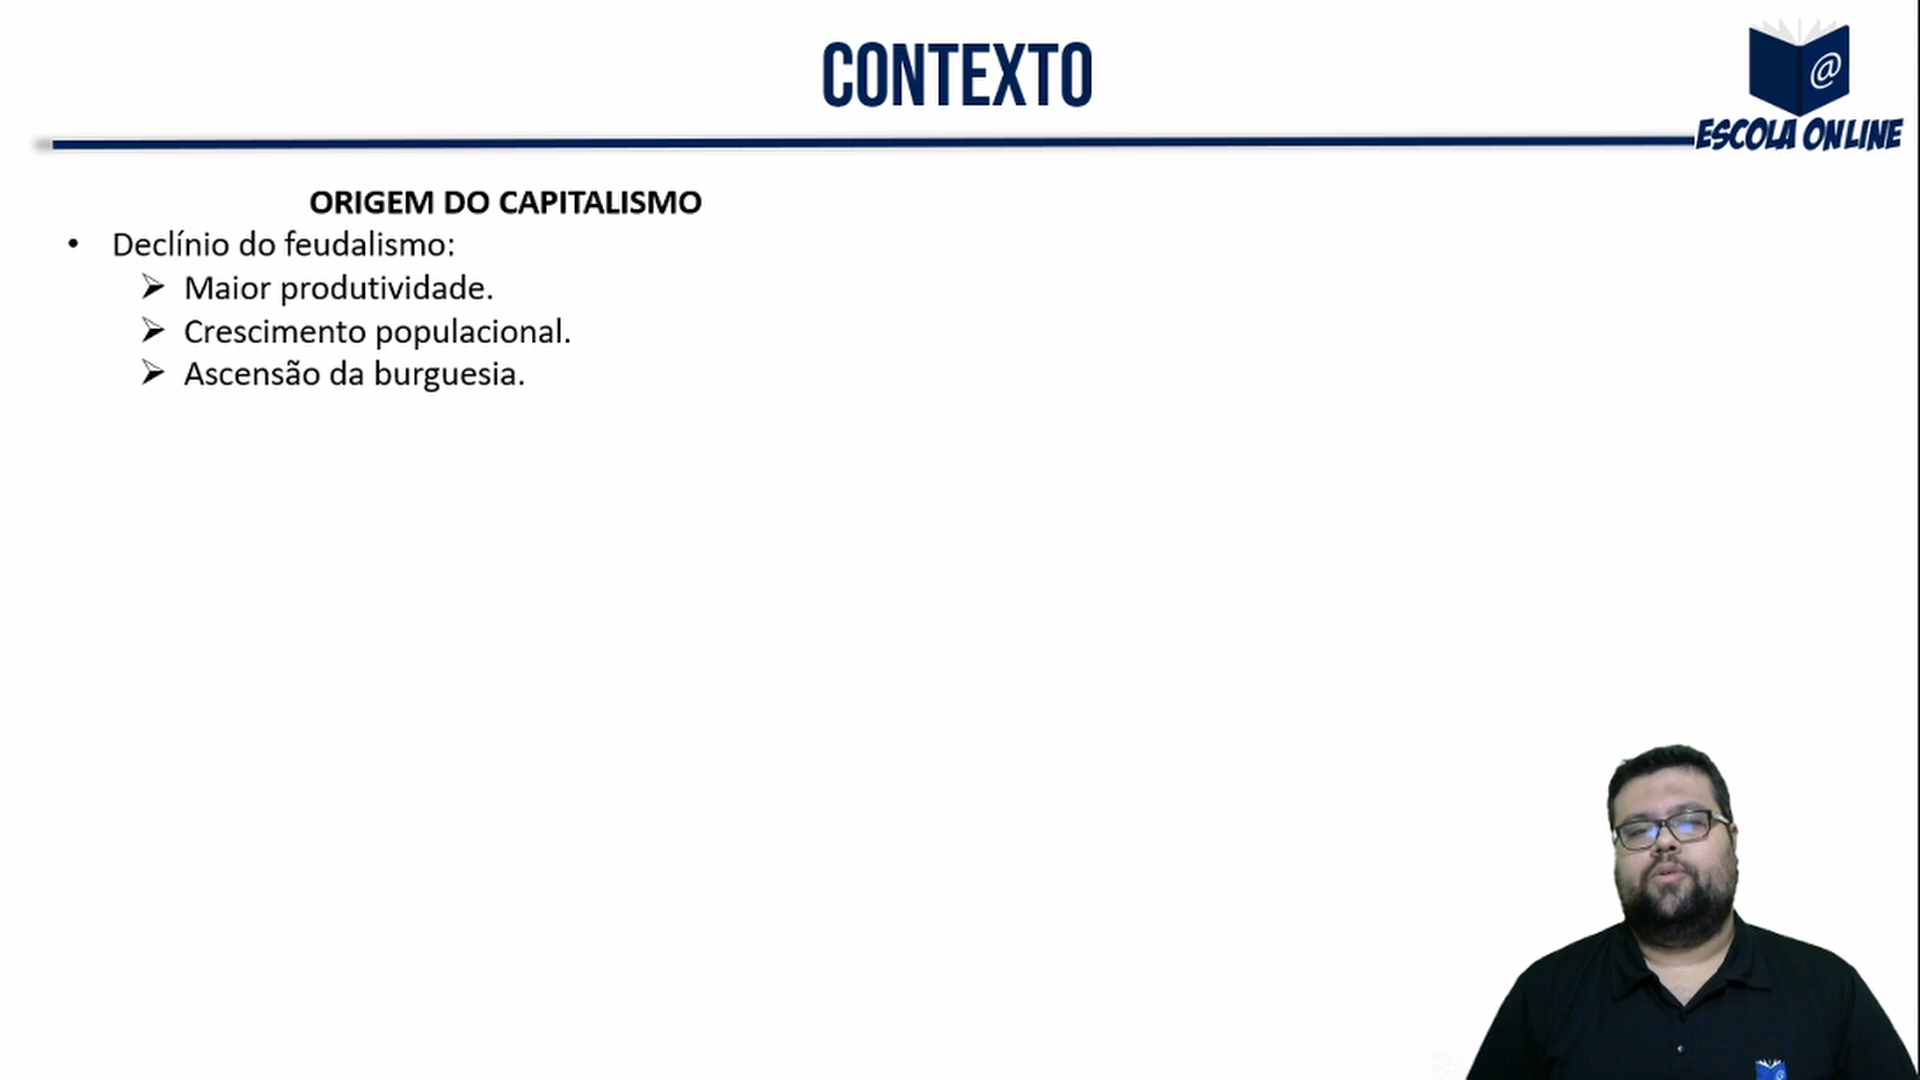 CONTEXTO
@
ESCOLA ONLINE
ORIGEM DO CAPITALISMO
• Declínio do feudalismo:
➢ Maior produtividade.
➢ Crescimento populacional.
➢ Ascensão da burguesia.